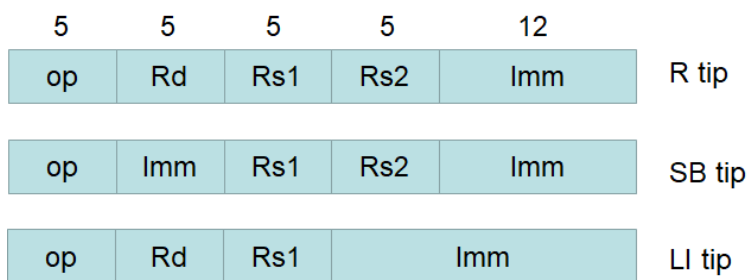 5 5 5 5 12
op Rd Rs1 Rs2 Imm R tip
op Imm Rs1 Rs2 Imm SB tip
op Rd Rs1 Imm LI tip